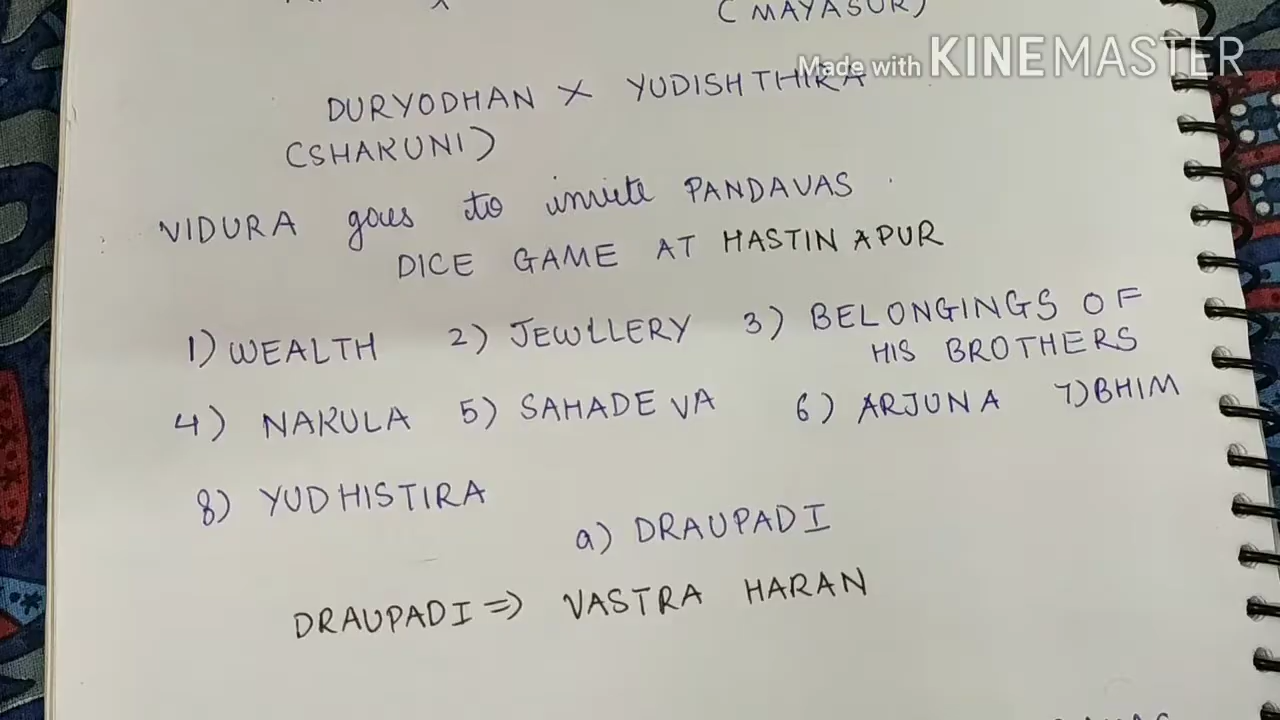 (MAYASUR)
Made with KINEMASTER
DURYODHAN X YUDISHTHIRA
(SHAKUNI)
VIDURA goes to invite PANDAVAS
DICE GAME AT HASTINAPUR
1) WEALTH 2) JEWLLERY 3) BELONGINGS OF
HIS BROTHERS
4) NAKULA 5) SAHADEVA 6) ARJUNA 7) BHIM
8) YUDHISTIRA
a) DRAUPADI
DRAUPADI => VASTRA HARAN